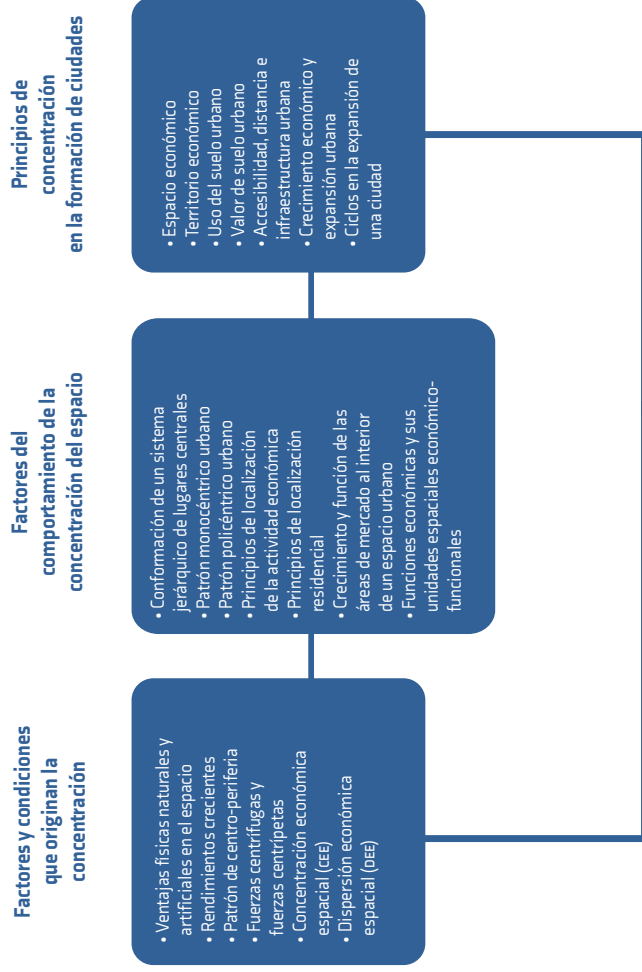 Factores y condiciones
que originan la
concentración
• Ventajas físicas naturales y
artificiales en el espacio
• Rendimientos crecientes
• Patrón de centro-periferia
• Fuerzas centrífugas y
fuerzas centrípetas
• Concentración económica
espacial (CEE)
• Dispersión económica
espacial (DEE)
Factores del
comportamiento de la
concentración del espacio
• Conformación de un sistema
jerárquico de lugares centrales
• Patrón monocéntrico urbano
• Patrón policéntrico urbano
• Principios de localización
de la actividad económica
• Principios de localización
residencial
• Crecimiento y función de las
áreas de mercado al interior
de un espacio urbano
• Funciones económicas y sus
unidades espaciales económico-
funcionales
Principios de
concentración
en la formación de ciudades
• Espacio económico
• Territorio económico
• Uso del suelo urbano
• Valor de suelo urbano
• Accesibilidad, distancia e
infraestructura urbana
• Crecimiento económico y
expansión urbana
• Ciclos en la expansión de
una ciudad